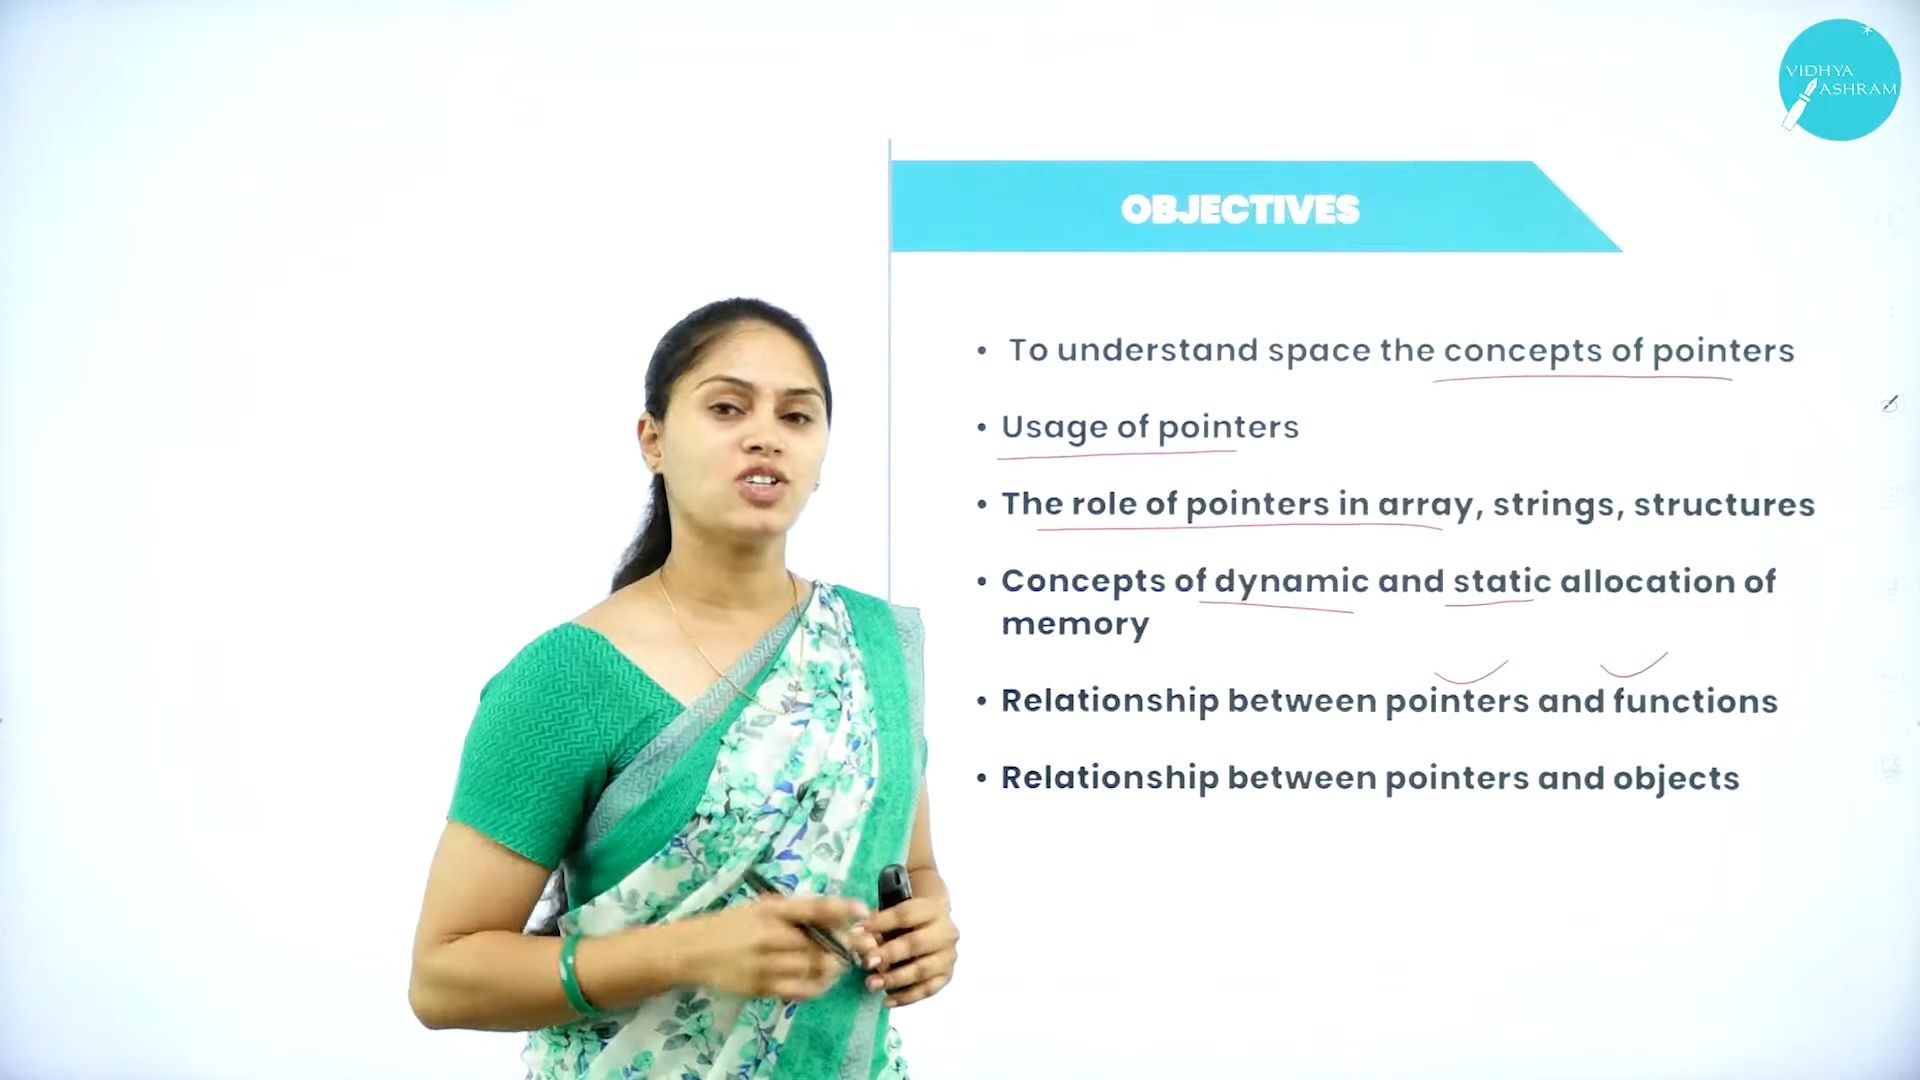 VIDHYA
ASHRAM
OBJECTIVES
• To understand space the concepts of pointers
• Usage of pointers
• The role of pointers in array, strings, structures
• Concepts of dynamic and static allocation of
memory
• Relationship between pointers and functions
• Relationship between pointers and objects